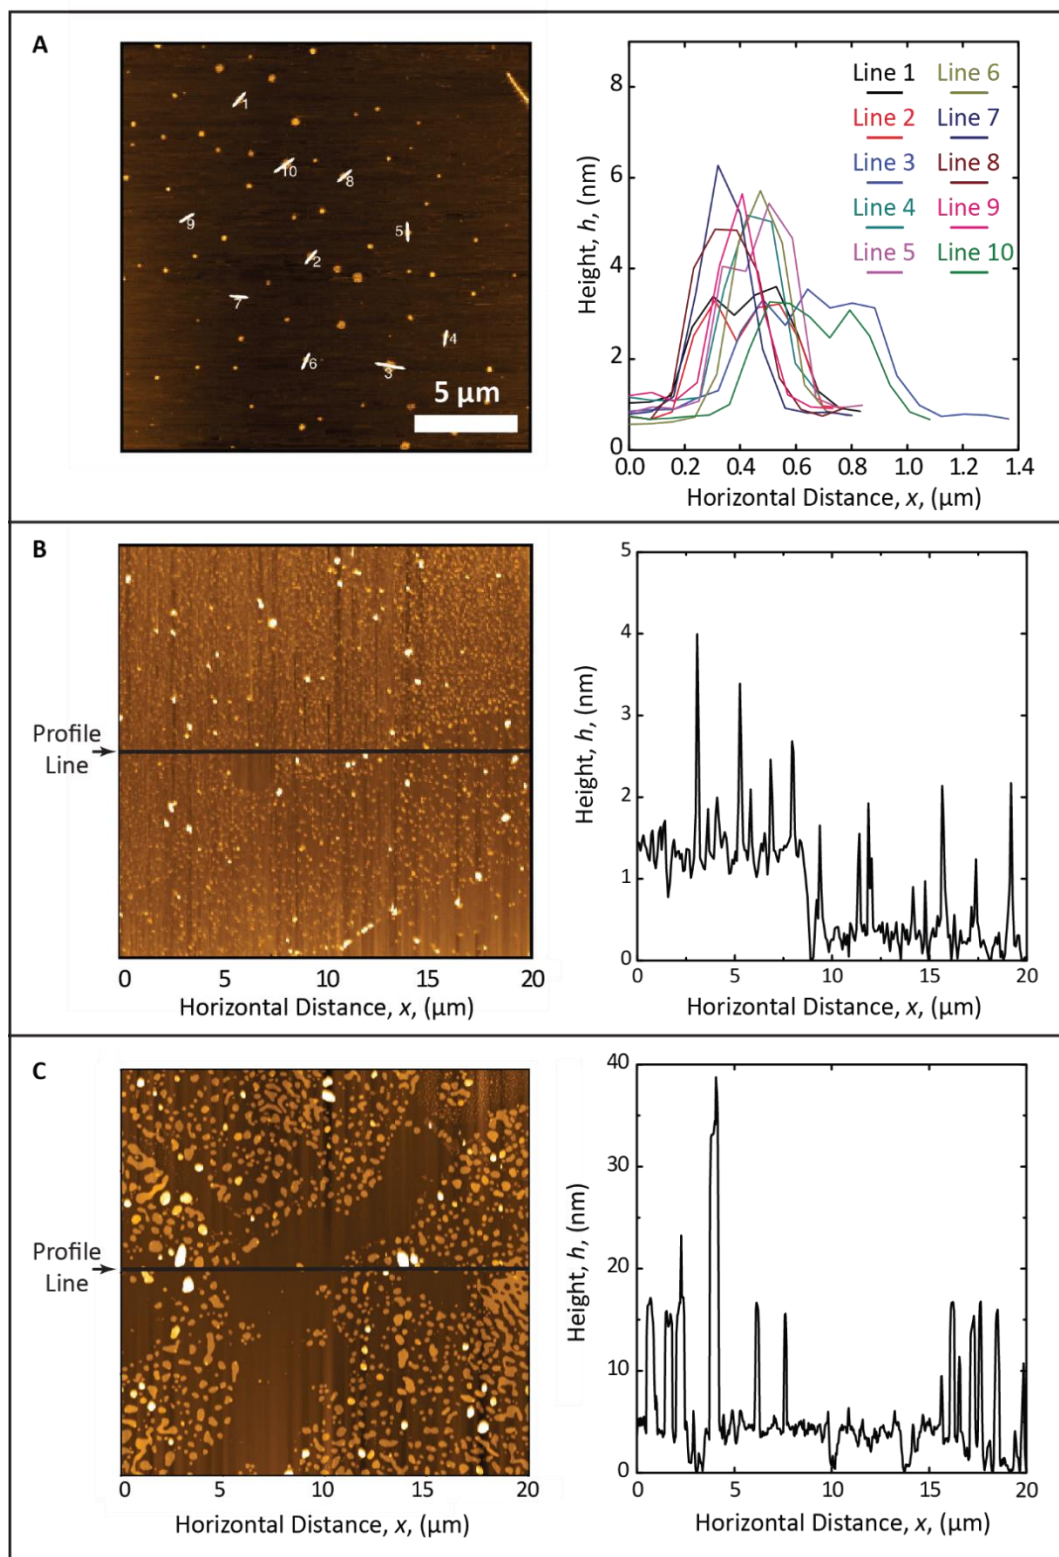 A
1
10
8
9
5
2
7
4
6
3
5 µm
Height, h, (nm)
8
6
4
2
0
Line 1 Line 6
Line 2 Line 7
Line 3 Line 8
Line 4 Line 9
Line 5 Line 10
0.0 0.2 0.4 0.6 0.8 1.0 1.2 1.4
Horizontal Distance, x, (µm)
B
Profile
Line
0 5 10 15 20
Horizontal Distance, x, (µm)
Height, h, (nm)
5
4
3
2
1
0
0 5 10 15 20
Horizontal Distance, x, (µm)
C
Profile
Line
0 5 10 15 20
Horizontal Distance, x, (µm)
Height, h, (nm)
40
30
20
10
0
0 5 10 15 20
Horizontal Distance, x, (µm)